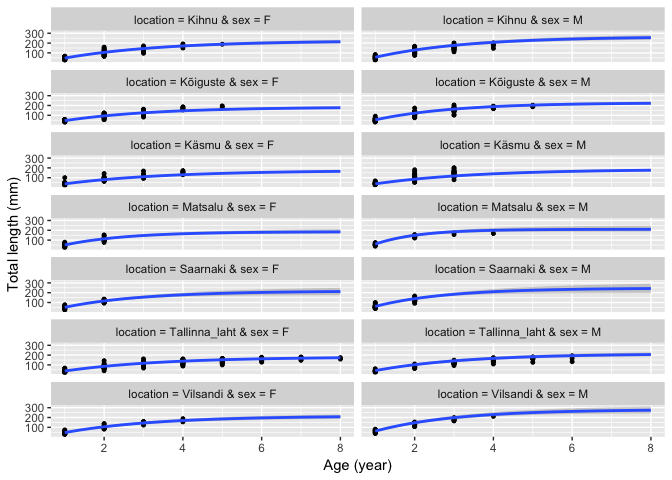 location = Kihnu & sex = F
location = Kihnu & sex = M
300
200
100
location = Kõiguste & sex = F
location = Kõiguste & sex = M
300
200
100
location = Käsmu & sex = F
location = Käsmu & sex = M
300
200
100
location = Matsalu & sex = F
location = Matsalu & sex = M
300
200
100
location = Saarnaki & sex = F
location = Saarnaki & sex = M
300
200
100
location = Tallinna_laht & sex = F
location = Tallinna_laht & sex = M
300
200
100
location = Vilsandi & sex = F
location = Vilsandi & sex = M
300
200
100
Total length (mm)
2 4 6 8 2 4 6 8
Age (year)